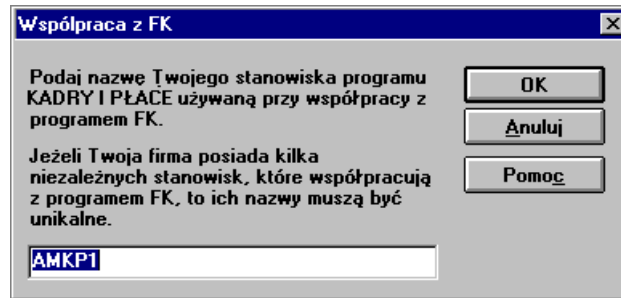 Wspólpraca z FK
Podaj nazwę Twojego stanowiska programu
KADRY I PŁACE używaną przy współpracy z
programem FK.
Jeżeli Twoja firma posiada kilka
niezależnych stanowisk, które współpracują
z programem FK, to ich nazwy muszą być
unikalne.
AMKP1
OK
Anuluj
Pomoc